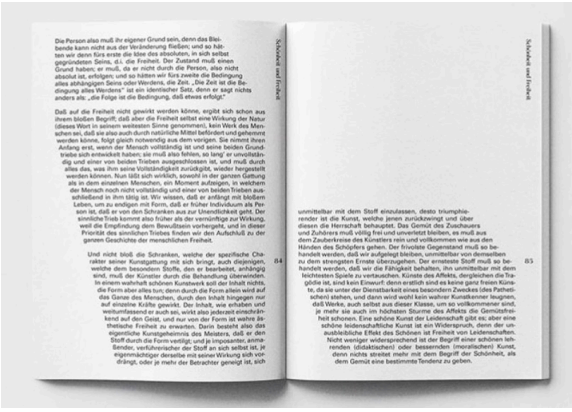 Die Person also muß ihr eigener Grund sein, denn das Blei-
bende kann nicht aus der Veränderung fließen; und so hät-
ten wir denn fürs erste die Idee des absoluten, in sich selbst
gegründeten Seins, d.i. die Freiheit. Der Zustand muß einen
Grund haben; er muß, da er nicht durch die Person, also nicht
absolut ist, erfolgen; und so hätten wir fürs zweite die Bedingung
alles abhängigen Seins oder Werdens, die Zeit. „Die Zeit ist die Be-
dingung alles Werdens“ ist ein identischer Satz, denn er sagt nichts
anders als: „die Folge ist die Bedingung, daß etwas erfolgt.“
Daß auf die Freiheit nicht gewirkt werden könne, ergibt sich schon aus
ihrem bloßen Begriff; daß aber die Freiheit selbst eine Wirkung der Natur
(dieses Wort in seinem weitesten Sinne genommen), kein Werk des Men-
schen sei, daß sie also auch durch natürliche Mittel befördert und gehemmt
werden könne, folgt gleich notwendig aus dem vorigen. Sie nimmt ihren
Anfang erst, wenn der Mensch vollständig ist und seine beiden Grund-
triebe sich entwickelt haben; sie muß also fehlen, so lang' er unvollstän-
dig und einer von beiden Trieben ausgeschlossen ist, und muß durch
alles das, was ihm seine Vollständigkeit zurückgibt, wieder hergestellt
werden können. Nun läßt sich wirklich, sowohl in der ganzen Gattung
als in dem einzelnen Menschen, ein Moment aufzeigen, in welchem
der Mensch noch nicht vollständig und einer von beiden Trieben aus-
schließend in ihm tätig ist. Wir wissen, daß er anfängt mit bloßem
Leben, um zu endigen mit Form, daß er früher Individuum als Per-
son ist, daß er von den Schranken aus zur Unendlichkeit geht. Der
sinnliche Trieb kommt also früher als der vernünftige zur Wirkung,
weil die Empfindung dem Bewußtsein vorhergeht, und in dieser
Priorität des sinnlichen Triebes finden wir den Aufschluß zu der
ganzen Geschichte der menschlichen Freiheit.
Und nicht bloß die Schranken, welche der spezifische Cha-
rakter seiner Kunstgattung mit sich bringt, auch diejenigen,
welche dem besondern Stoffe, den er bearbeitet, anhängig
sind, muß der Künstler durch die Behandlung überwinden.
In einem wahrhaft schönen Kunstwerk soll der Inhalt nichts,
die Form aber alles tun; denn durch die Form allein wird auf
das Ganze des Menschen, durch den Inhalt hingegen nur
auf einzelne Kräfte gewirkt. Der Inhalt, wie erhaben und
weitumfassend er auch sei, wirkt also jederzeit einschrän-
kend auf den Geist, und nur von der Form ist wahre äs-
thetische Freiheit zu erwarten. Darin besteht also das
eigentliche Kunstgeheimnis des Meisters, daß er den
Stoff durch die Form vertilgt; und je imposanter, anma-
ßender, verführerischer der Stoff an sich selbst ist, je
eigenmächtiger derselbe mit seiner Wirkung sich vor-
drängt, oder je mehr der Betrachter geneigt ist, sich
Schönheit und Freiheit
84
unmittelbar mit dem Stoff einzulassen, desto triumphie-
render ist die Kunst, welche jenen zurückzwingt und über
diesen die Herrschaft behauptet. Das Gemüt des Zuschauers
und Zuhörers muß völlig frei und unverletzt bleiben, es muß aus
dem Zauberkreise des Künstlers rein und vollkommen wie aus den
Händen des Schöpfers gehen. Der frivolste Gegenstand muß so be-
handelt werden, daß wir aufgelegt bleiben, unmittelbar von demselben
zu dem strengsten Ernste überzugehen. Der ernsteste Stoff muß so be-
handelt werden, daß wir die Fähigkeit behalten, ihn unmittelbar mit dem
leichtesten Spiele zu vertauschen. Künste des Affekts, dergleichen die Tra-
gödie ist, sind kein Einwurf: denn erstlich sind es keine ganz freien Küns-
te, da sie unter der Dienstbarkeit eines besondern Zweckes (des Patheti-
schen) stehen, und dann wird wohl kein wahrer Kunstkenner leugnen,
daß Werke, auch selbst aus dieser Klasse, um so vollkommener sind,
je mehr sie auch im höchsten Sturme des Affekts die Gemütsfrei-
heit schonen. Eine schöne Kunst der Leidenschaft gibt es; aber eine
schöne leidenschaftliche Kunst ist ein Widerspruch, denn der un-
ausbleibliche Effekt des Schönen ist Freiheit von Leidenschaften.
Nicht weniger widersprechend ist der Begriff einer schönen leh-
renden (didaktischen) oder bessernden (moralischen) Kunst,
denn nichts streitet mehr mit dem Begriff der Schönheit, als
dem Gemüt eine bestimmte Tendenz zu geben.
Schönheit und Freiheit
85